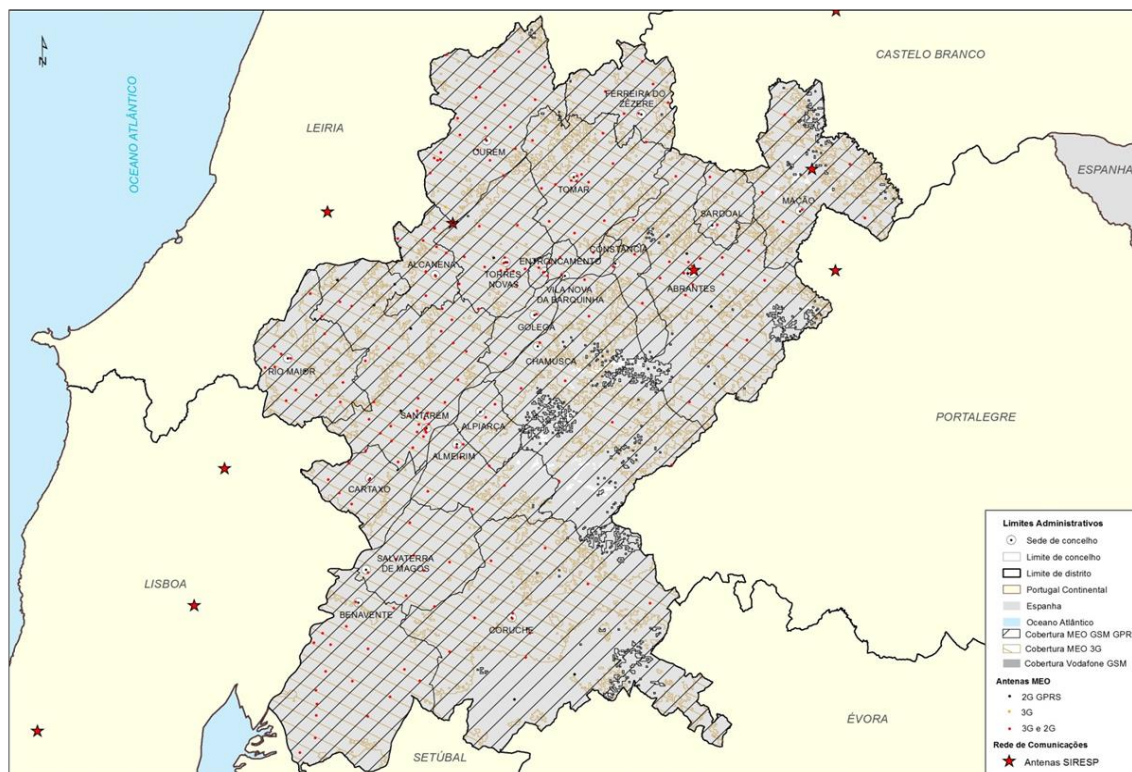 N
CASTELO BRANCO
OCEANO ATLÂNTICO
LEIRIA
FERREIRA DO
ZÊZERE
OURÉM
ESPANHA
TOMAR
MAÇÃO
SARDOAL
CONSTÂNCIA
ALCANENA
ENTRONCAMENTO
TORRES
NOVAS
ABRANTES
VILA NOVA
DA BARQUINHA
GOLEGÃ
CHAMUSCA
RIO MAIOR
SANTARÉM
ALPIARÇA
PORTALEGRE
ALMEIRIM
CARTAXO
SALVATERRA
DE MAGOS
LISBOA
BENAVENTE
CORUCHE
ÉVORA
SETÚBAL
Limites Administrativos
Sede de concelho
Limite de concelho
Limite de distrito
Portugal Continental
Espanha
Oceano Atlântico
Cobertura MEO GSM GPR
Cobertura MEO 3G
Cobertura Vodafone GSM
Antenas MEO
2G GPRS
3G
3G e 2G
Rede de Comunicações
Antenas SIRESP